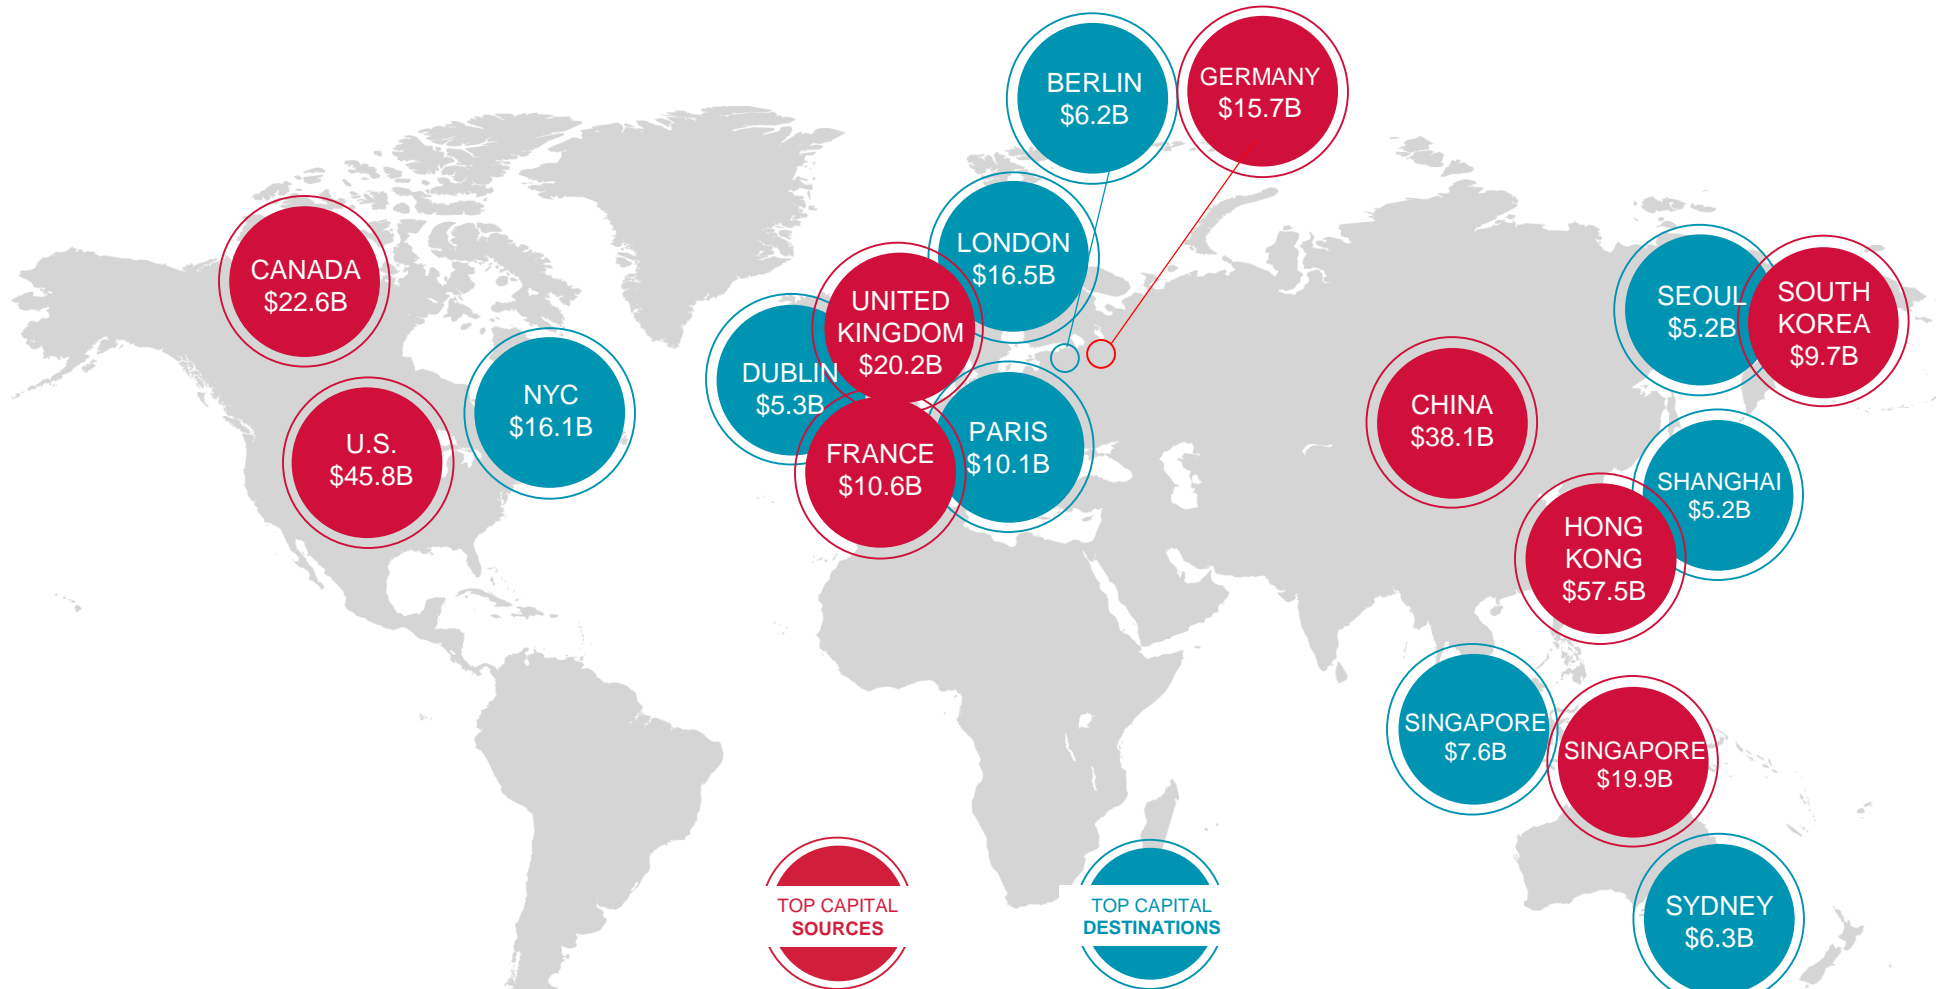 BERLIN
$6.2B
GERMANY
$15.7B
CANADA
$22.6B
LONDON
$16.5B
UNITED
KINGDOM
$20.2B
SEOUL
$5.2B
SOUTH
KOREA
$9.7B
NYC
$16.1B
DUBLIN
$5.3B
U.S.
$45.8B
FRANCE
$10.6B
PARIS
$10.1B
CHINA
$38.1B
SHANGHAI
$5.2B
HONG
KONG
$57.5B
SINGAPORE
$7.6B
SINGAPORE
$19.9B
SYDNEY
$6.3B
TOP CAPITAL
SOURCES
TOP CAPITAL
DESTINATIONS